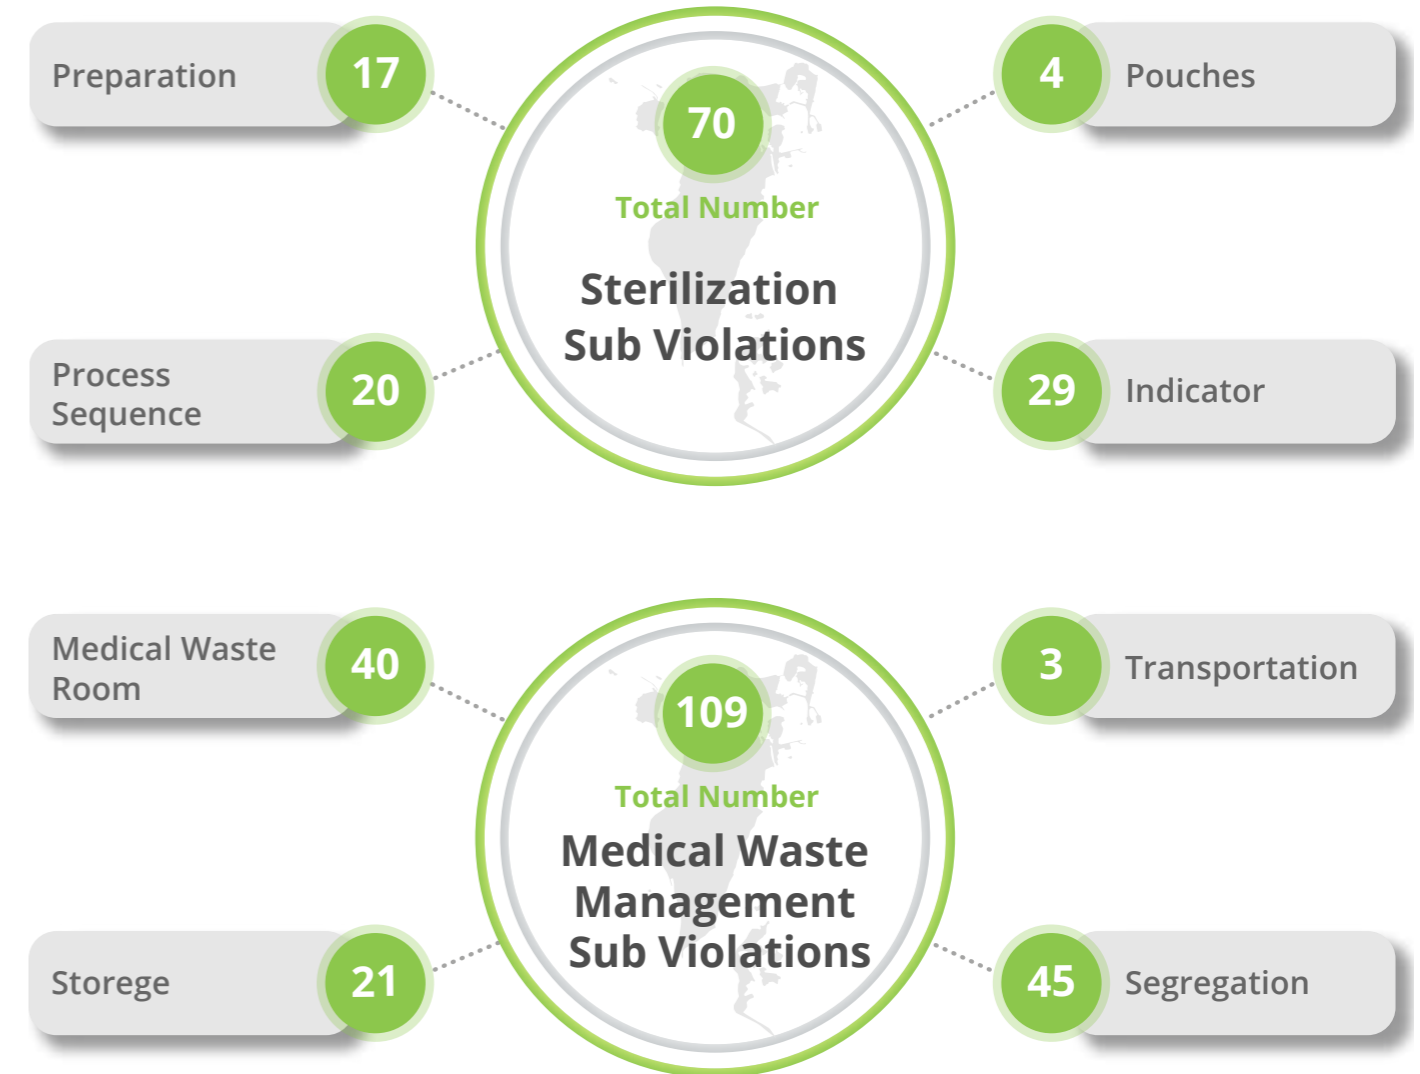 Preparation
17
4
Pouches
70
Total Number
Sterilization
Sub Violations
Process
Sequence
20
29
Indicator
Medical Waste
Room
40
3
Transportation
109
Total Number
Medical Waste
Management
Sub Violations
Storege
21
45
Segregation